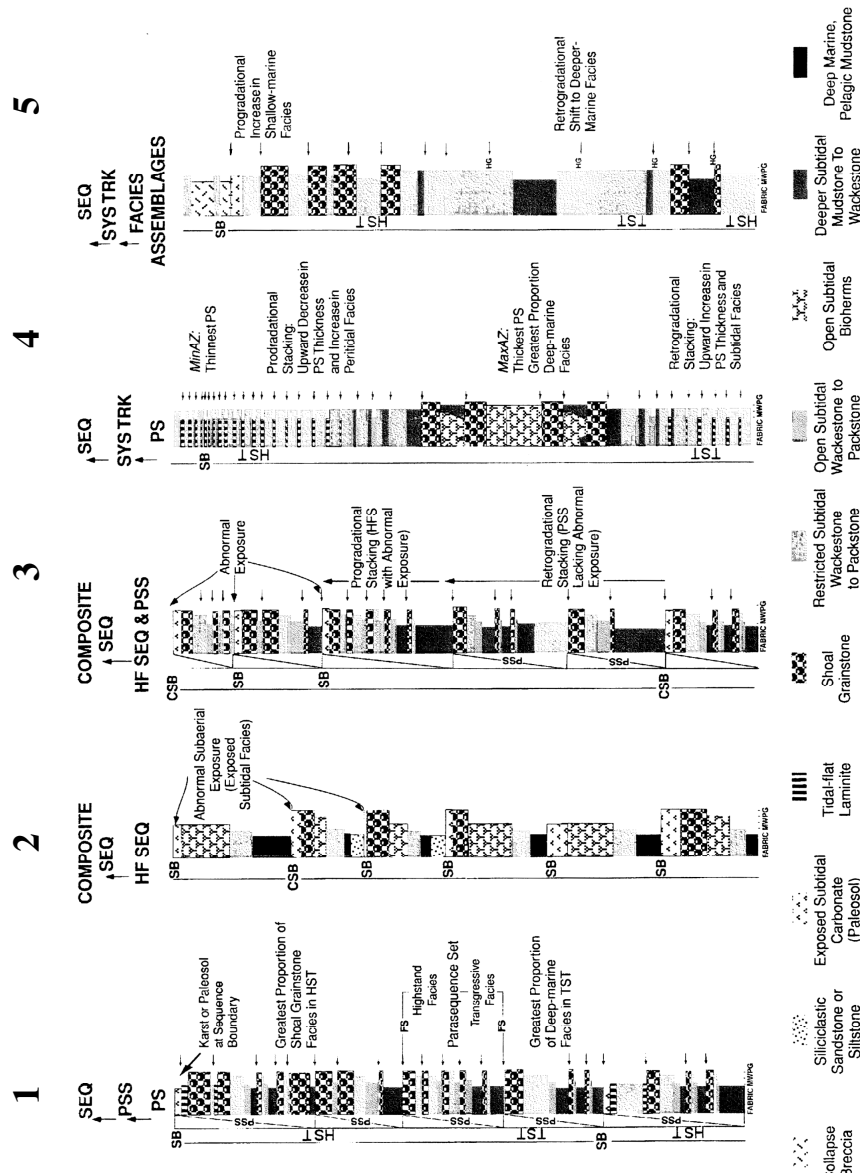 1
SEQ
PSS
PS
SB
PSS
HST
PSS
PSS
TST
PSS
SB
PSS
HST
Karst or Paleosol
at Sequence
Boundary
Greatest Proportion of
Shoal Grainstone
Facies in HST
FS
Highstand
Facies
Parasequence Set
Transgressive
Facies
FS
Greatest Proportion
of Deep-marine
Facies in TST
FABRIC MWPG
2
COMPOSITE
SEQ
HF SEQ
SB
CSB
SB
SB
SB
SB
Abnormal Subaerial
Exposure
(Exposed
Subtidal Facies)
FABRIC MWPG
3
COMPOSITE
SEQ
HF SEQ & PSS
CSB
SB
SB
PSS
PSS
CSB
Abnormal
Exposure
Progradational
Stacking (HFS
with Abnormal
Exposure)
Retrogradational
Stacking (PSS
Lacking Abnormal
Exposure)
FABRIC MWPG
4
SEQ
SYS TRK
PS
SB
HST
TST
MinAZ:
Thinnest PS
Prodradational
Stacking:
Upward Decrease in
PS Thickness
and Increase in
Peritidal Facies
MaxAZ:
Thickest PS
Greatest Proportion
Deep-marine
Facies
Retrogradational
Stacking:
Upward Increase in
PS Thickness and
Subtidal Facies
FABRIC MWPG
5
SEQ
SYS TRK
FACIES
ASSEMBLAGES
SB
HST
TST
HST
Progradational
Increase in
Shallow-marine
Facies
HG
Retrogradational
Shift to Deeper-
Marine Facies
HG
HG
HG
FABRIC MWPG
Collapse
Breccia
Siliciclastic
Sandstone or
Siltstone
Exposed Subtidal
Carbonate
(Paleosol)
Tidal-flat
Laminite
Shoal
Grainstone
Restricted Subtidal
Wackestone
to Packstone
Open Subtidal
Wackestone to
Packstone
Open Subtidal
Bioherms
Deeper Subtidal
Mudstone To
Wackestone
Deep Marine,
Pelagic Mudstone